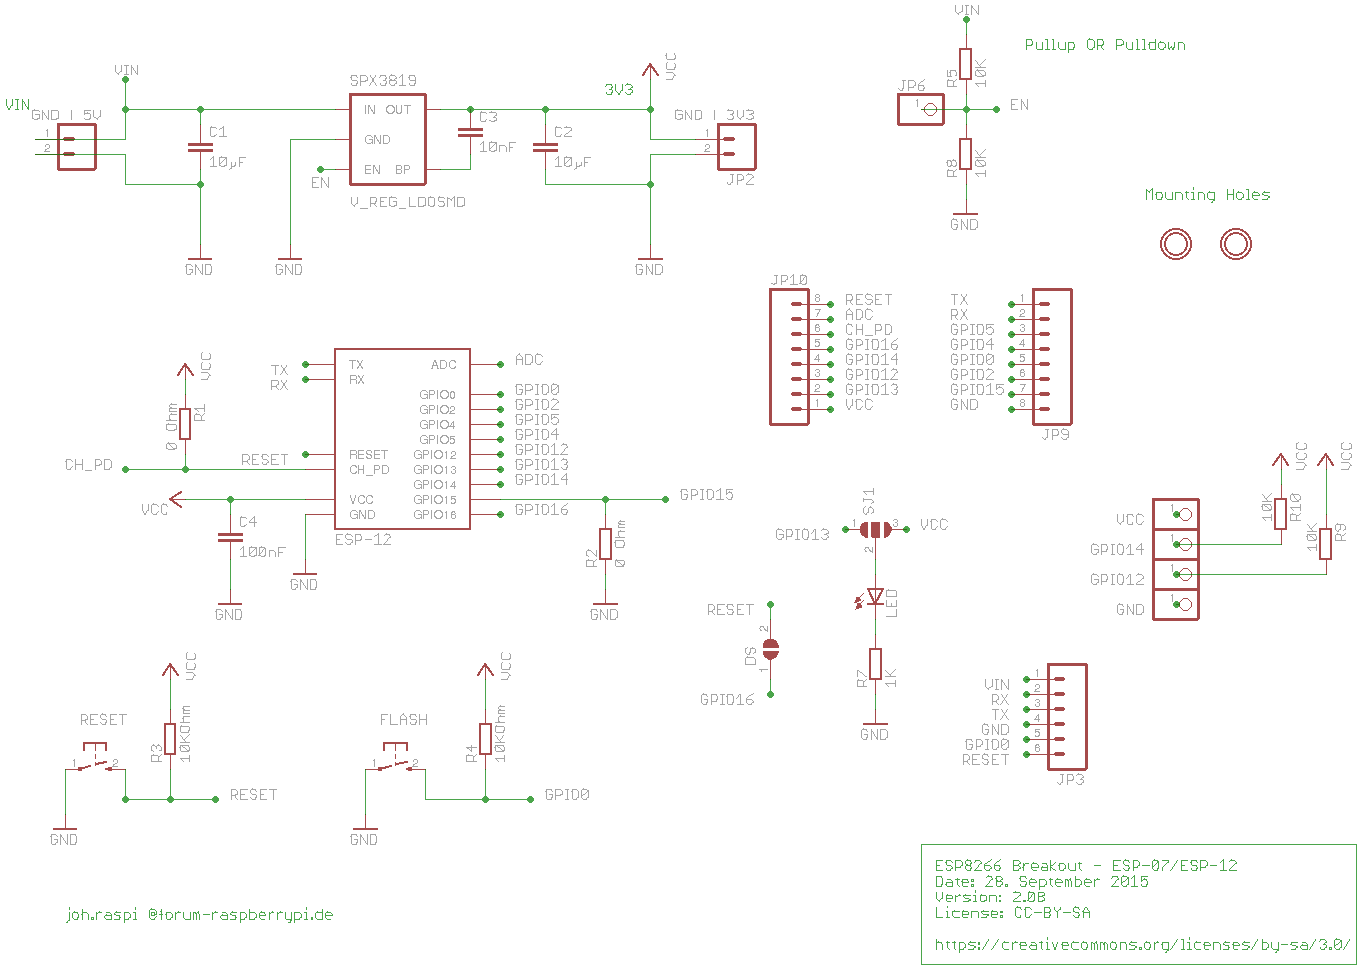 VIN
Pullup OR Pulldown
VIN
VIN
GND | 5V
1
2
C1
10µF
SPX3819
IN OUT
GND
EN BP
EN
V_REG_LDOSMD
C3
10nF
C2
10µF
3V3
VCC
GND | 3V3
1
2
JP2
GND
GND
GND
JP6
1
R5
10K
EN
R8
10K
GND
Mounting Holes
JP10
8 RESET
7 ADC
6 CH_PD
5 GPIO16
4 GPIO14
3 GPIO12
2 GPIO13
1 VCC
TX 1
RX 2
GPIO5 3
GPIO4 4
GPIO0 5
GPIO2 6
GPIO15 7
GND 8
JP9
VCC
R1
0 Ohm
CH_PD
TX
RX
RESET
VCC
C4
100nF
GND
GND
TX
RX
RESET
CH_PD
VCC
GND
ADC
GPIO0
GPIO2
GPIO4
GPIO5
GPIO12
GPIO13
GPIO14
GPIO15
GPIO16
ESP-12
ADC
GPIO0
GPIO2
GPIO5
GPIO4
GPIO12
GPIO13
GPIO14
GPIO16
GPIO15
R2
0 Ohm
GND
SJ1
GPIO13
1
3
2
VCC
LED
R7
1K
GND
RESET
2
DS
1
GPIO16
VCC
VCC
10K
R10
10K
R9
VCC 1
GPIO14 1
GPIO12 1
GND 1
VIN 1
RX 2
TX 3
GND 4
GPIO0 5
RESET 6
JP3
VCC
RESET
1
2
R3
10KOhm
RESET
GND
VCC
FLASH
1
2
R4
10KOhm
GPIO0
GND
joh.raspi @forum-raspberrypi.de
ESP8266 Breakout - ESP-07/ESP-12
Date: 28. September 2015
Version: 2.0B
License: CC-BY-SA
https://creativecommons.org/licenses/by-sa/3.0/